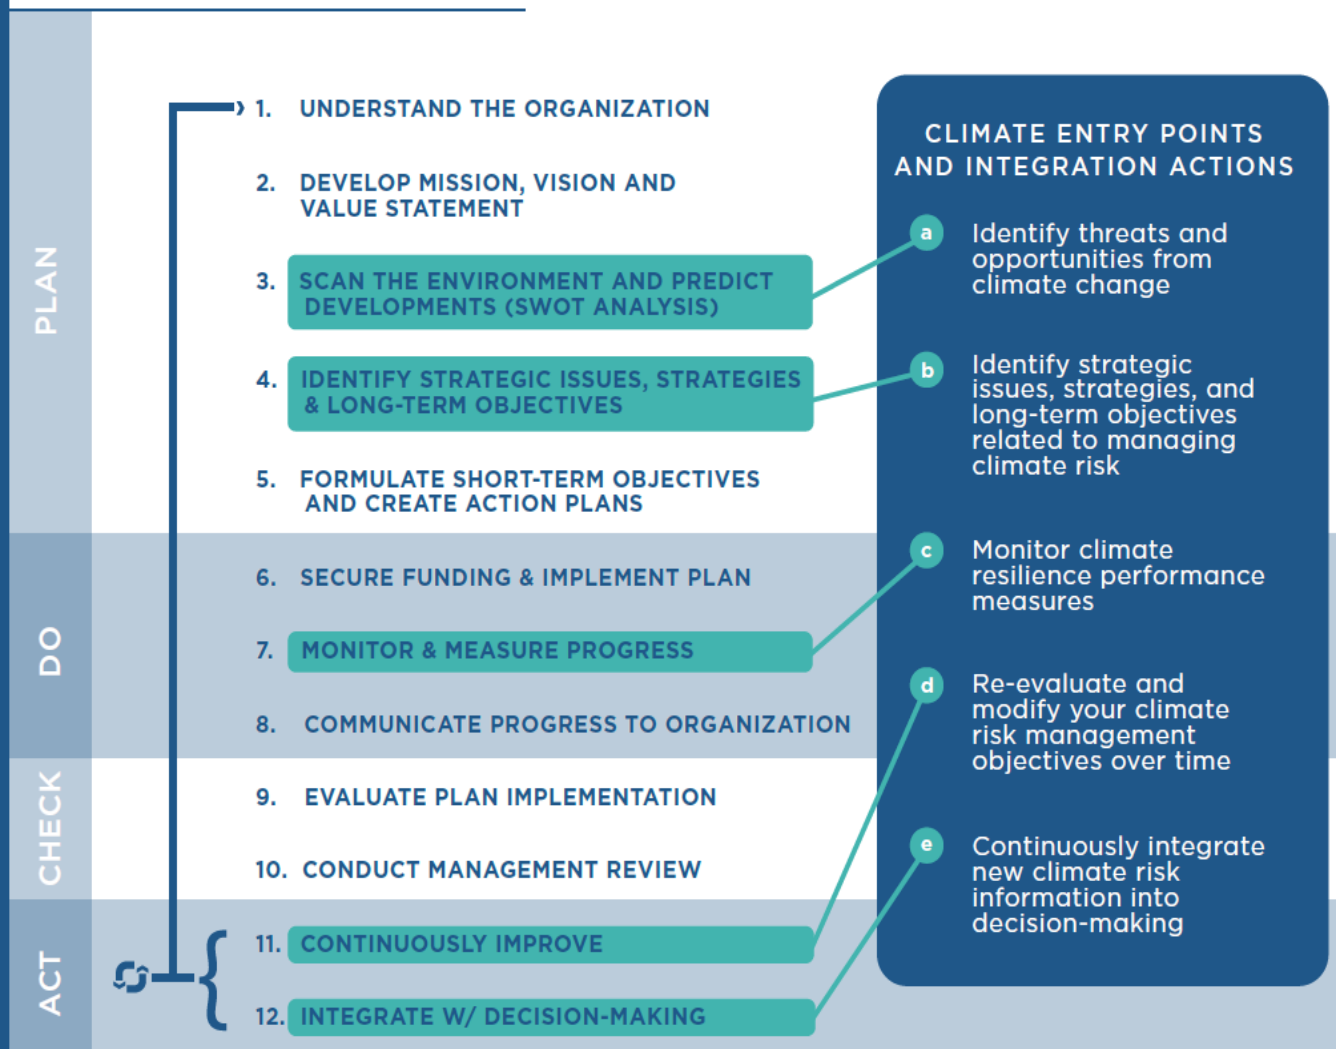 PLAN
1. UNDERSTAND THE ORGANIZATION
2. DEVELOP MISSION, VISION AND
VALUE STATEMENT
3. SCAN THE ENVIRONMENT AND PREDICT
DEVELOPMENTS (SWOT ANALYSIS)
4. IDENTIFY STRATEGIC ISSUES, STRATEGIES
& LONG-TERM OBJECTIVES
5. FORMULATE SHORT-TERM OBJECTIVES
AND CREATE ACTION PLANS
DO
6. SECURE FUNDING & IMPLEMENT PLAN
7. MONITOR & MEASURE PROGRESS
8. COMMUNICATE PROGRESS TO ORGANIZATION
CHECK
9. EVALUATE PLAN IMPLEMENTATION
10. CONDUCT MANAGEMENT REVIEW
ACT
11. CONTINUOUSLY IMPROVE
12. INTEGRATE W/ DECISION-MAKING
CLIMATE ENTRY POINTS
AND INTEGRATION ACTIONS
a Identify threats and
opportunities from
climate change
b Identify strategic
issues, strategies, and
long-term objectives
related to managing
climate risk
c Monitor climate
resilience performance
measures
d Re-evaluate and
modify your climate
risk management
objectives over time
e Continuously integrate
new climate risk
information into
decision-making